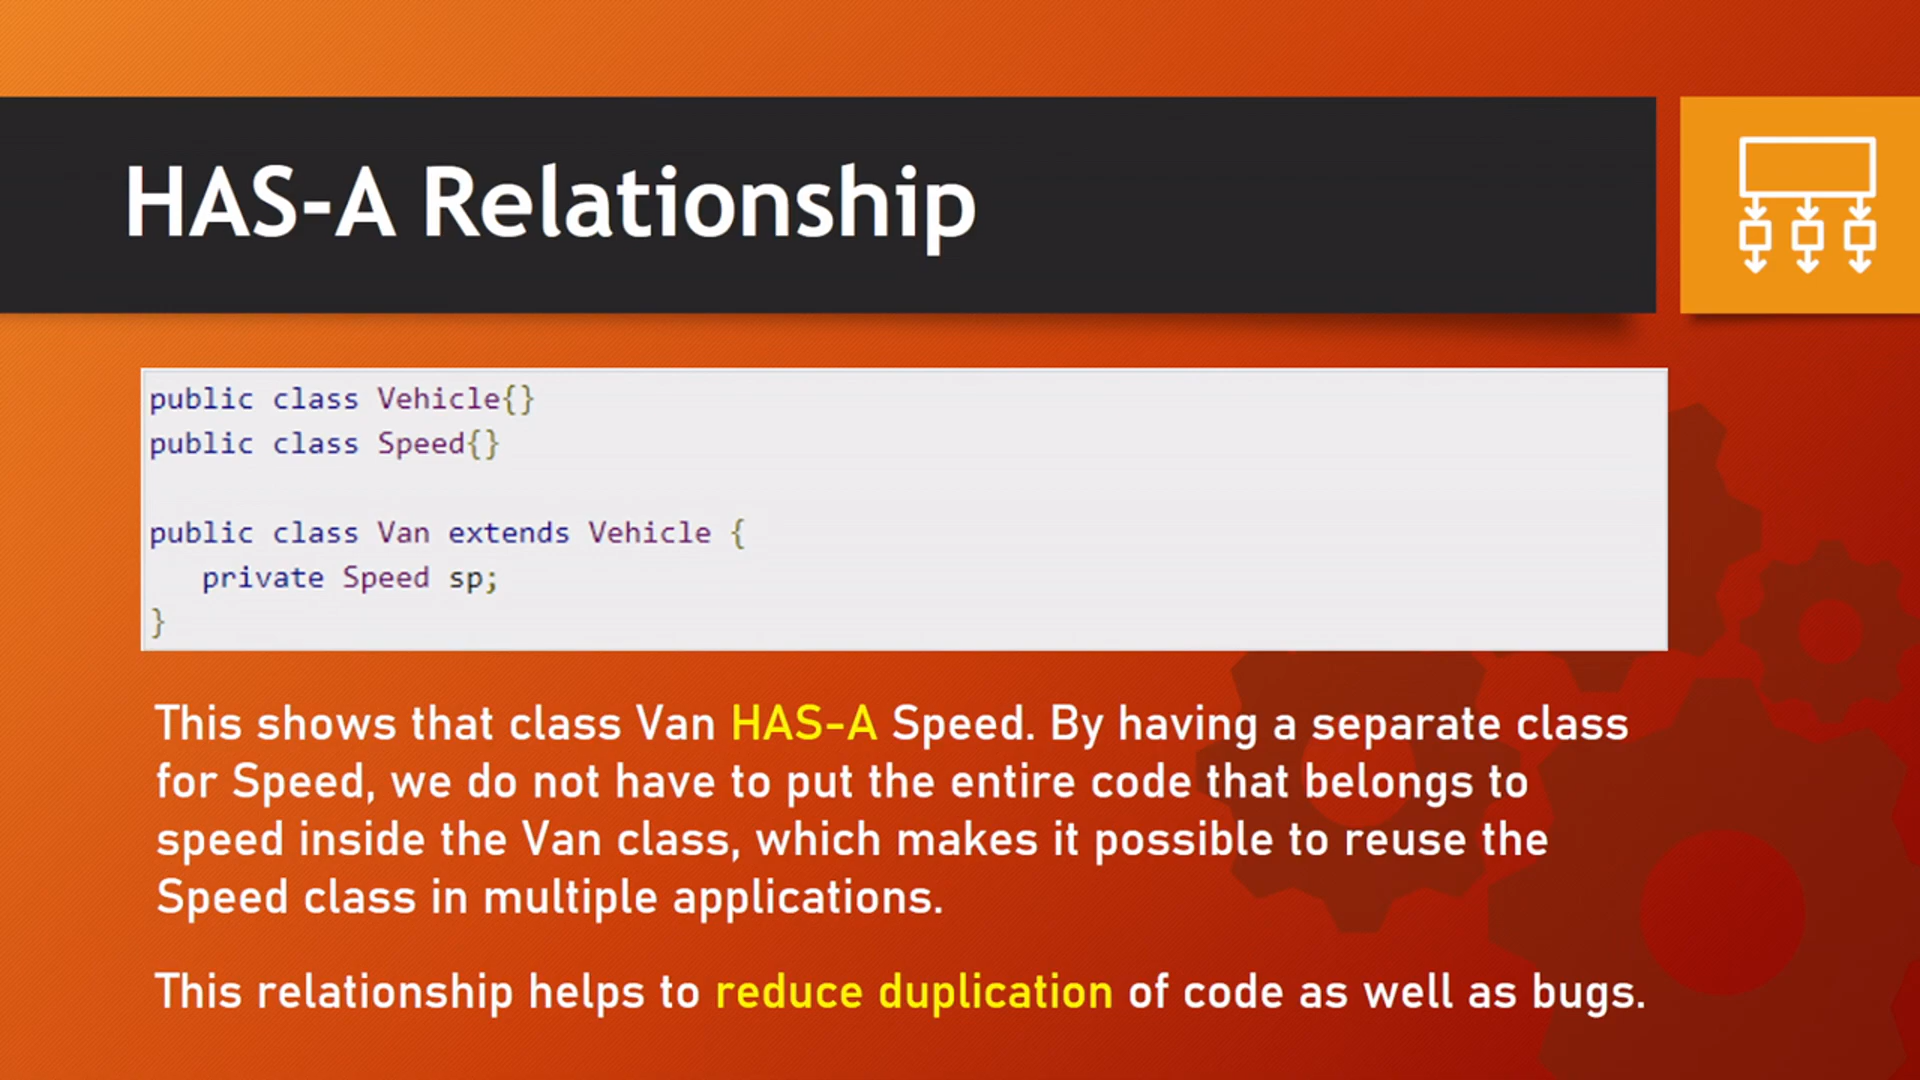 HAS-A Relationship
public class Vehicle{}
public class Speed{}
public class Van extends Vehicle {
private Speed sp;
}
This shows that class Van HAS-A Speed. By having a separate class
for Speed, we do not have to put the entire code that belongs to
speed inside the Van class, which makes it possible to reuse the
Speed class in multiple applications.
This relationship helps to reduce duplication of code as well as bugs.